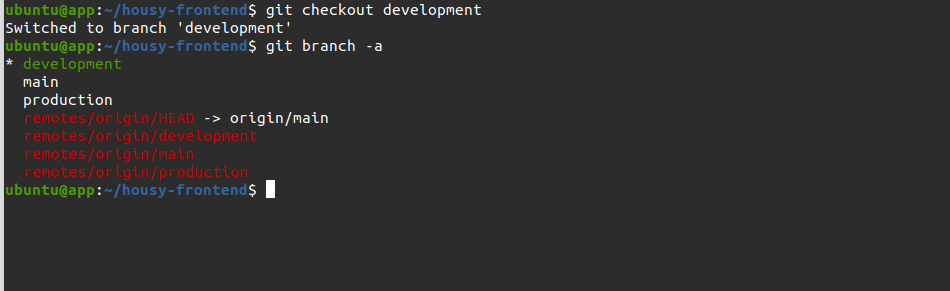 ubuntu@app:~/housy-frontend$ git checkout development
Switched to branch 'development'
ubuntu@app:~/housy-frontend$ git branch -a
* development
  main
  production
  remotes/origin/HEAD -> origin/main
  remotes/origin/development
  remotes/origin/main
  remotes/origin/production
ubuntu@app:~/housy-frontend$